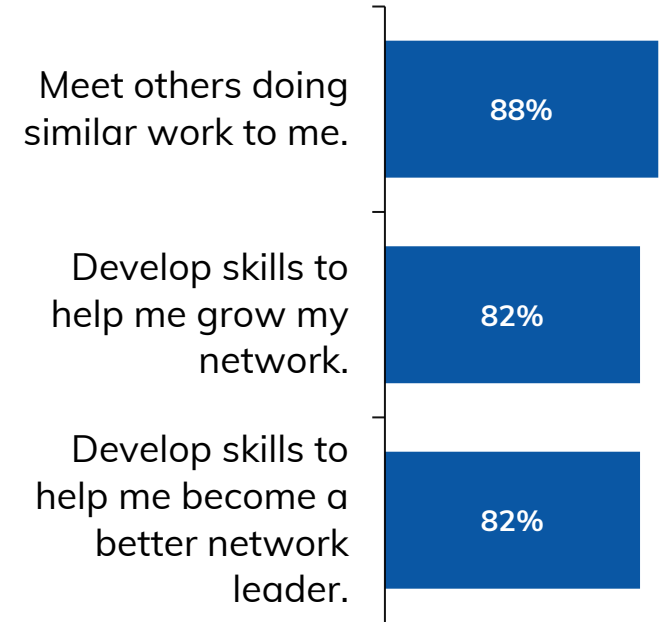 Meet others doing
similar work to me.
88%
Develop skills to
help me grow my
network.
82%
Develop skills to
help me become a
better network
leader.
82%